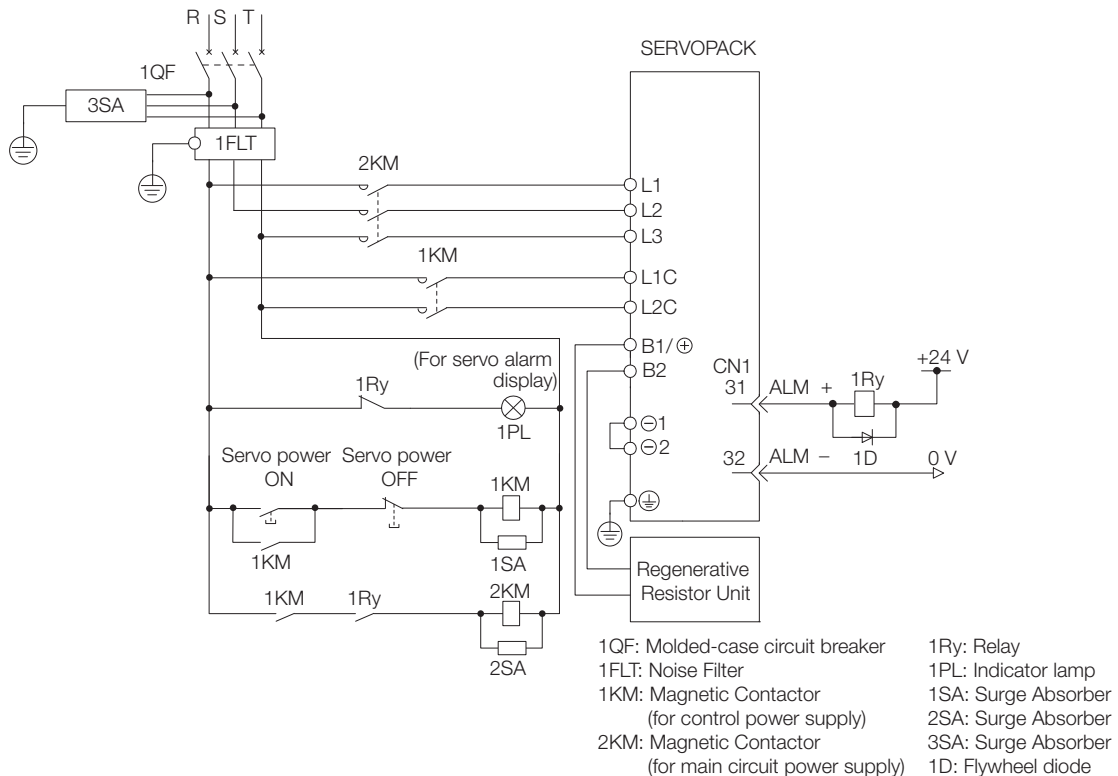 R S T
SERVOPACK
1QF
3SA
1FLT
2KM
L1
L2
L3
1KM
L1C
L2C
B1/⊕
B2
(For servo alarm
display)
1Ry
1PL
CN1
+24 V
31 ALM +
1Ry
1D
⊖1
⊖2
32 ALM −
0 V
Servo power
ON
Servo power
OFF
1KM
1KM
1SA
1KM
1Ry
2KM
2SA
Regenerative
Resistor Unit
1QF: Molded-case circuit breaker
1FLT: Noise Filter
1KM: Magnetic Contactor
(for control power supply)
2KM: Magnetic Contactor
(for main circuit power supply)
1Ry: Relay
1PL: Indicator lamp
1SA: Surge Absorber
2SA: Surge Absorber
3SA: Surge Absorber
1D: Flywheel diode